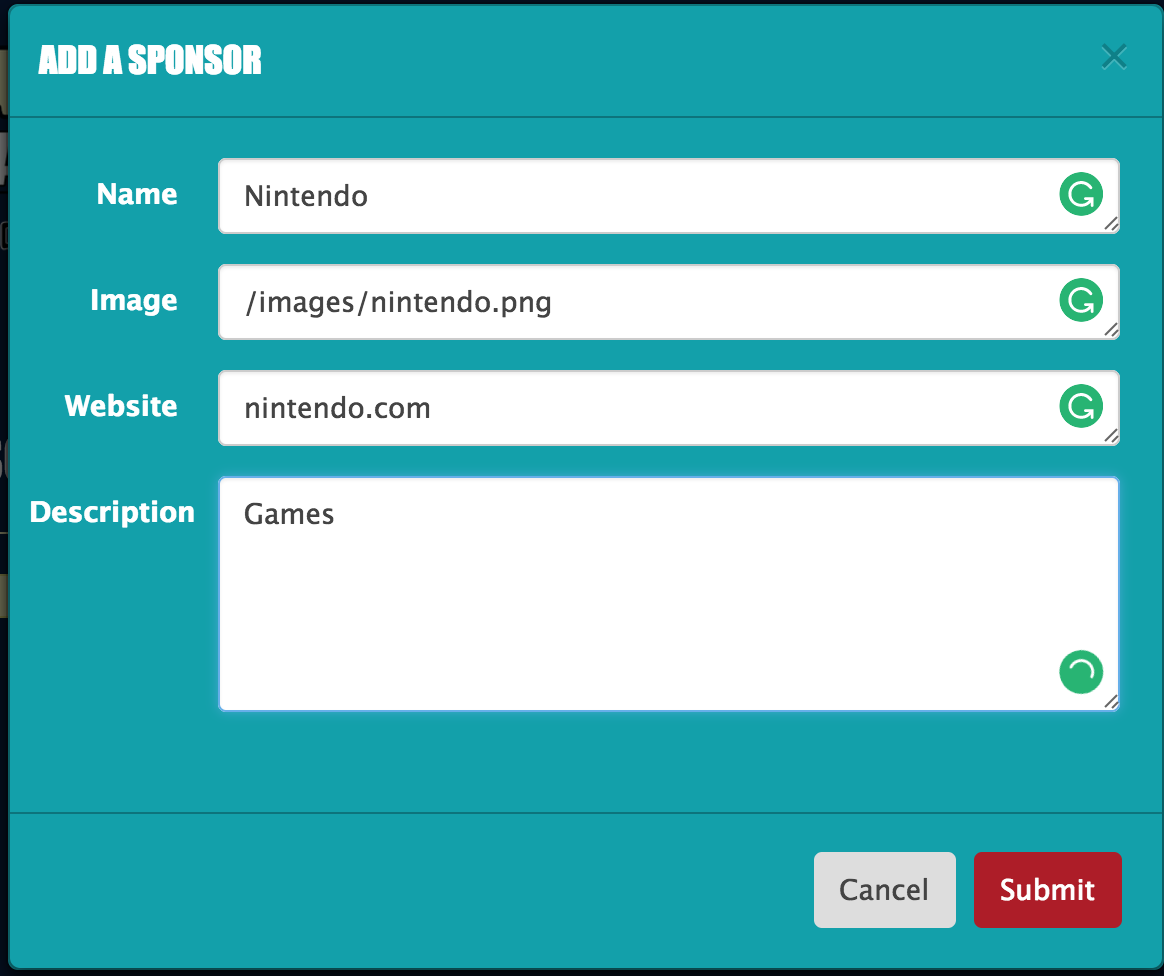 ADD A SPONSOR
Name
Nintendo
Image
/images/nintendo.png
Website
nintendo.com
Description
Games
Cancel
Submit